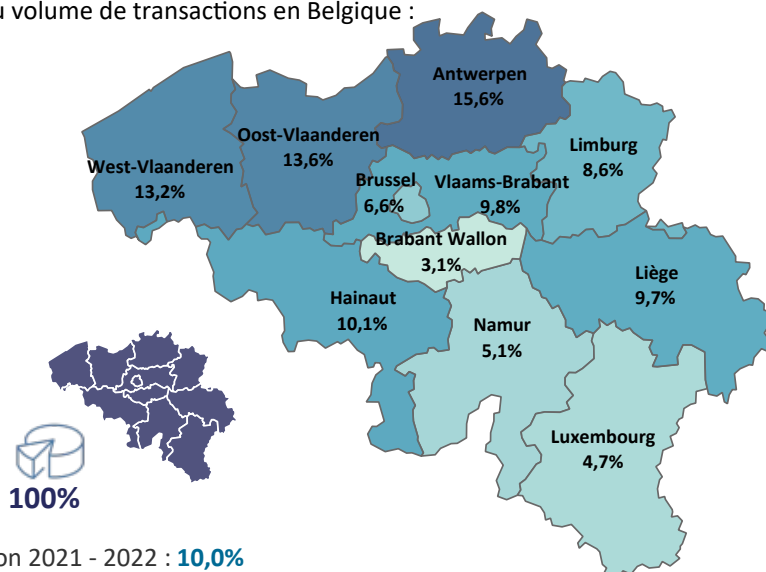 u volume de transactions en Belgique :
Antwerpen
15,6%
Oost-Vlaanderen
13,6%
West-Vlaanderen
13,2%
Limburg
8,6%
Brussel
6,6%
Vlaams-Brabant
9,8%
Brabant Wallon
3,1%
Liège
9,7%
Hainaut
10,1%
Namur
5,1%
Luxembourg
4,7%
100%
on 2021 - 2022 : 10,0%